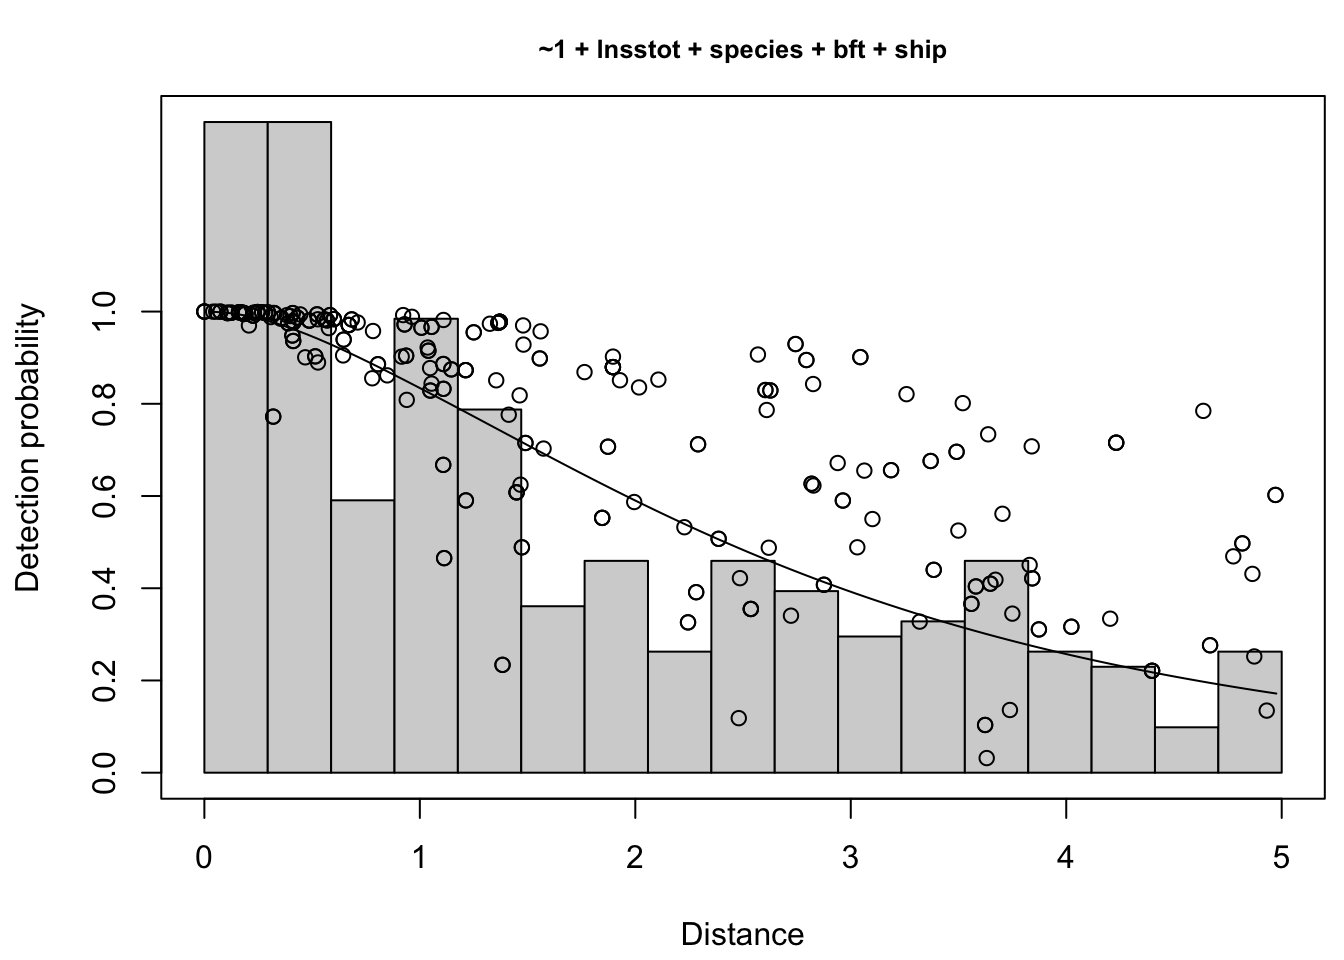 ~1 + lnsstot + species + bft + ship
Detection probability
1.0
0.8
0.6
0.4
0.2
0.0
0 1 2 3 4 5
Distance